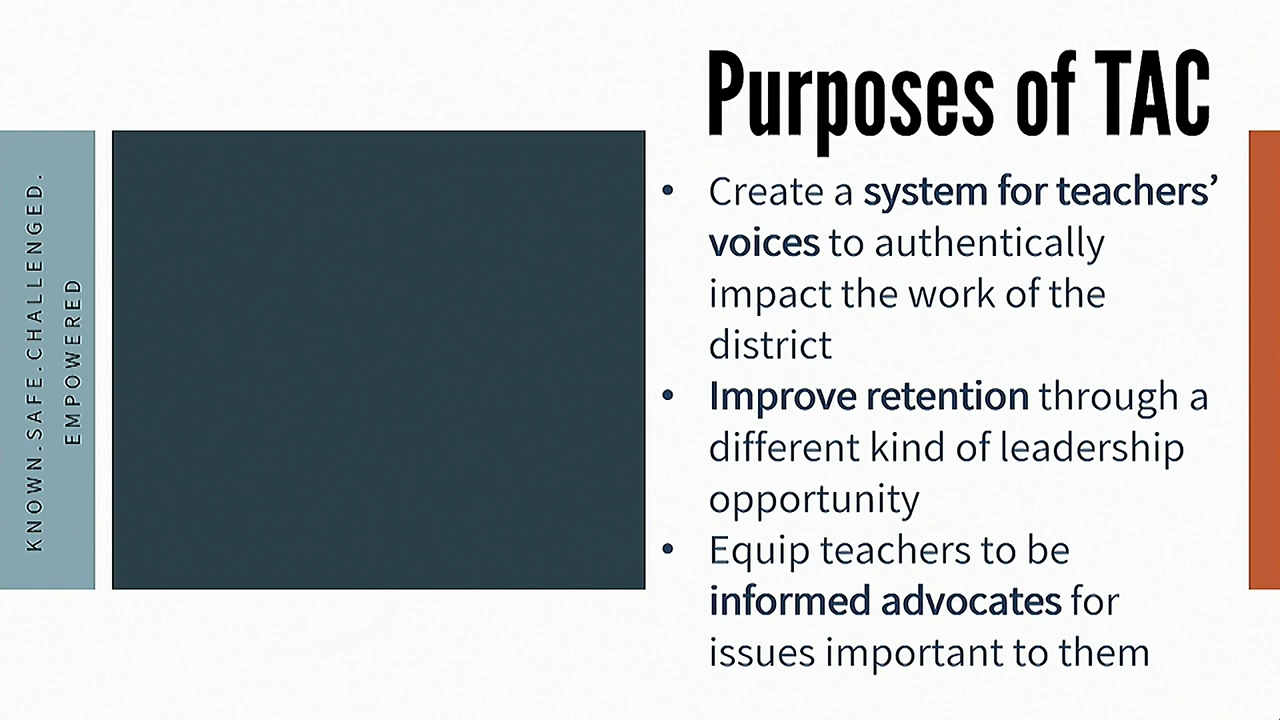 KNOWN.SAFE.CHALLENGED.
EMPOWERED
Purposes of TAC
• Create a system for teachers’
voices to authentically
impact the work of the
district
• Improve retention through a
different kind of leadership
opportunity
• Equip teachers to be
informed advocates for
issues important to them